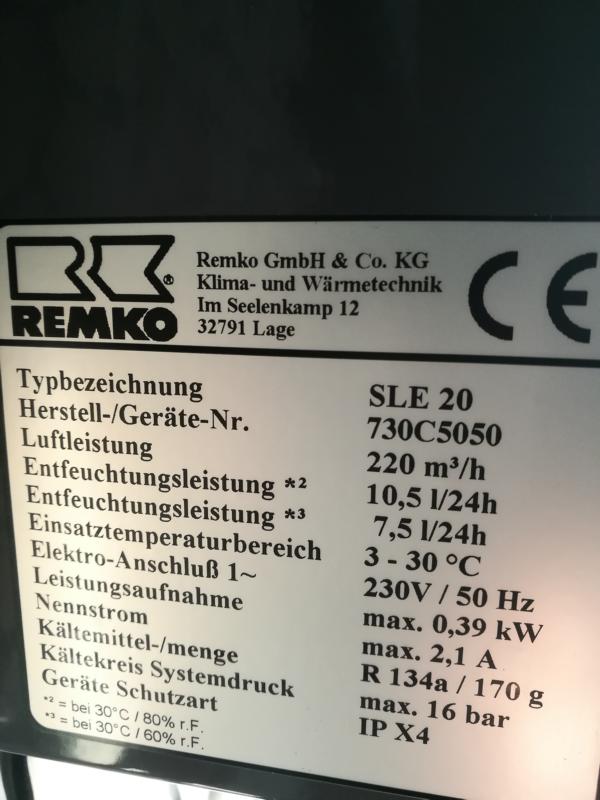 REMKO
Remko GmbH & Co. KG
Klima- und Wärmetechnik
Im Seelenkamp 12
32791 Lage
CE
Typbezeichnung SLE 20
Herstell-/Geräte-Nr. 730C5050
Luftleistung 220 m³/h
Entfeuchtungsleistung *² 10,5 l/24h
Entfeuchtungsleistung *³ 7,5 l/24h
Einsatztemperaturbereich 3 - 30 °C
Elektro-Anschluß 1~ 230V / 50 Hz
Leistungsaufnahme max. 0,39 kW
Nennstrom max. 2,1 A
Kältemittel-/menge R 134a / 170 g
Kältekreis Systemdruck max. 16 bar
Geräte Schutzart IP X4
*² = bei 30°C / 80% r.F.
*³ = bei 30°C / 60% r.F.